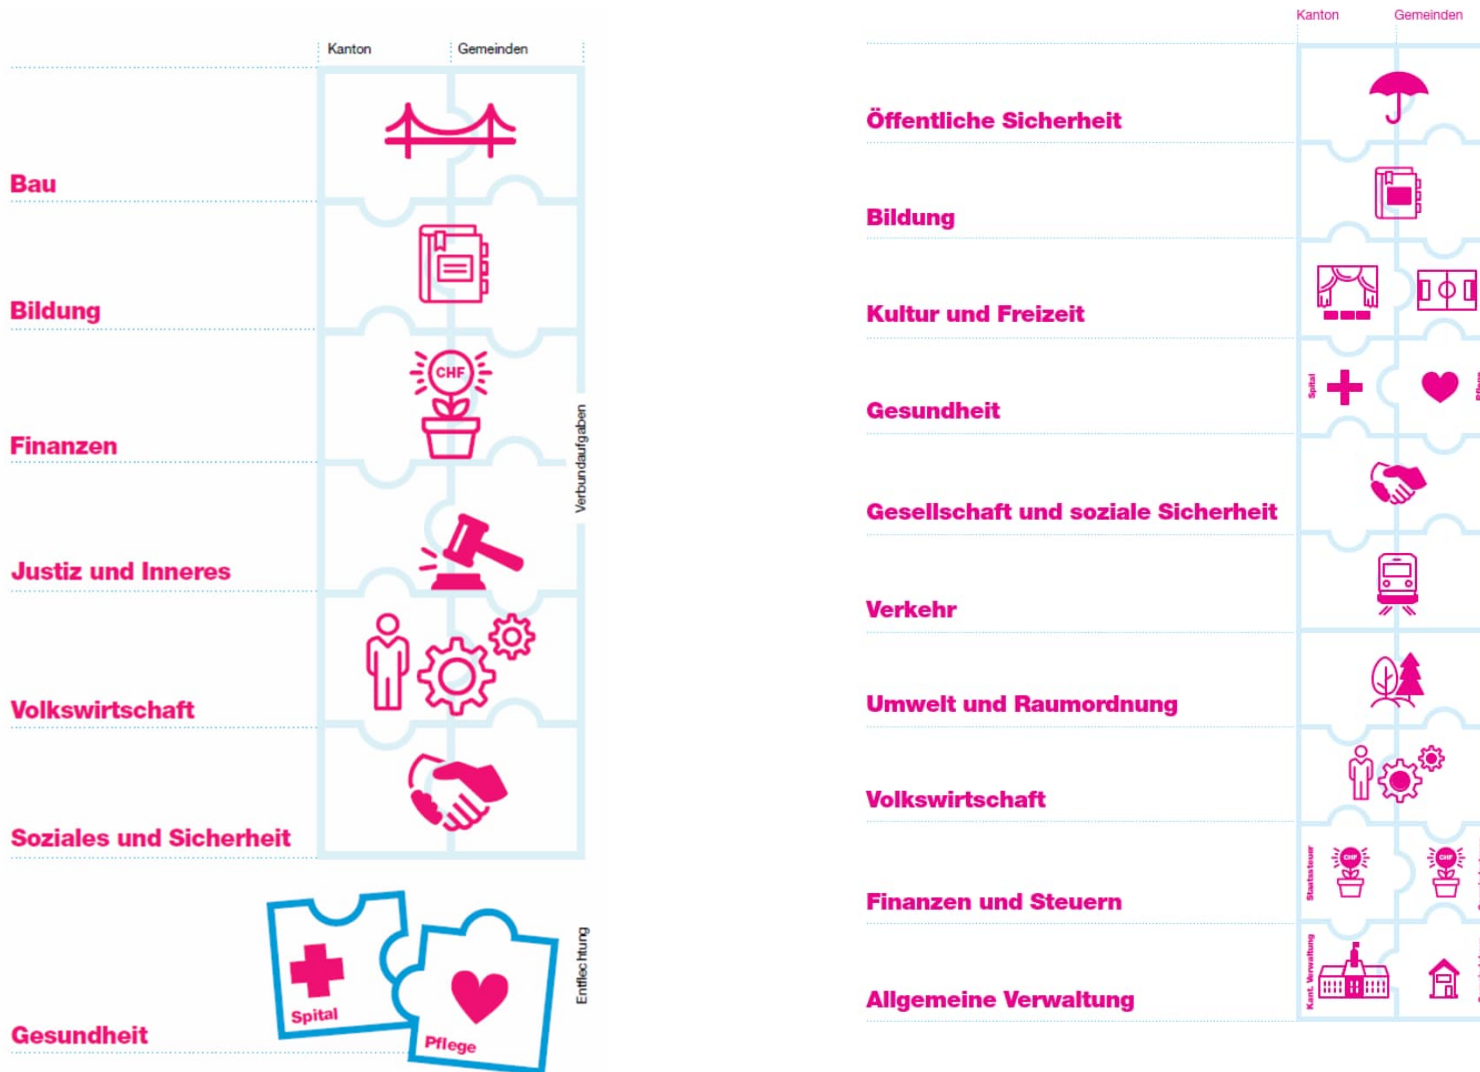 Kanton Gemeinden
Bau
Bildung
CHF
Finanzen
Verbundaufgaben
Justiz und Inneres
Volkswirtschaft
Soziales und Sicherheit
Spital
Pflege
Entflechtung
Gesundheit
Kanton Gemeinden
Öffentliche Sicherheit
Bildung
Kultur und Freizeit
Spital
Gesundheit
Gesellschaft und soziale Sicherheit
Verkehr
Umwelt und Raumordnung
Volkswirtschaft
Staatssteuer
CHF CHF
Finanzen und Steuern
Kant. Verwaltung
Allgemeine Verwaltung